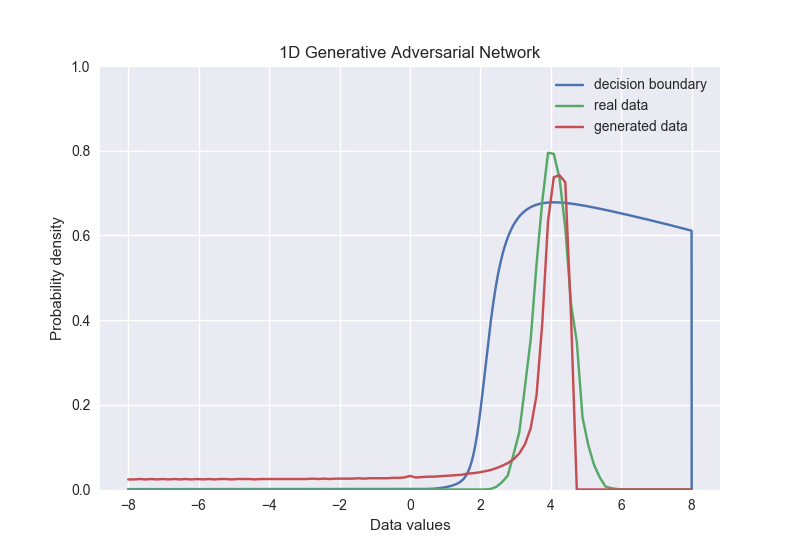 1D Generative Adversarial Network
decision boundary
real data
generated data
Probability density
1.0
0.8
0.6
0.4
0.2
0.0
−8
−6
−4
−2
0
2
4
6
8
Data values